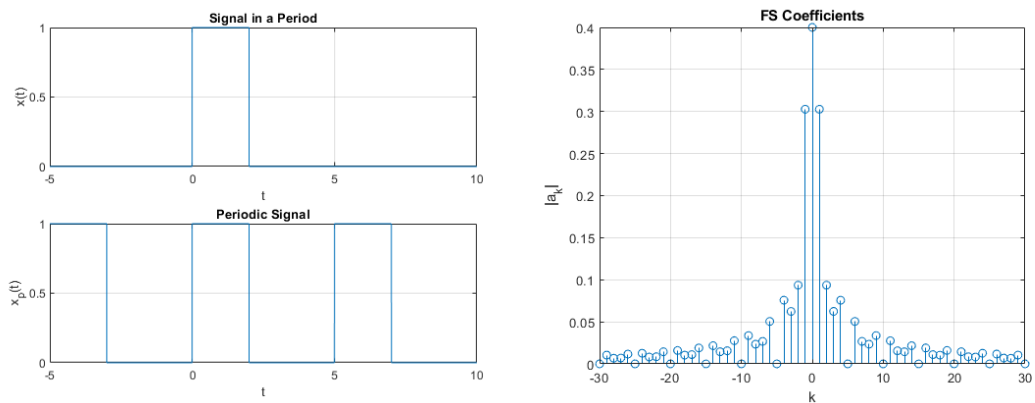 Signal in a Period
1
0.5
0
x(t)
-5 0 5 10
t
Periodic Signal
1
0.5
0
x_p(t)
-5 0 5 10
t
FS Coefficients
0.4
0.35
0.3
0.25
0.2
0.15
0.1
0.05
0
|a_k|
-30 -20 -10 0 10 20 30
k